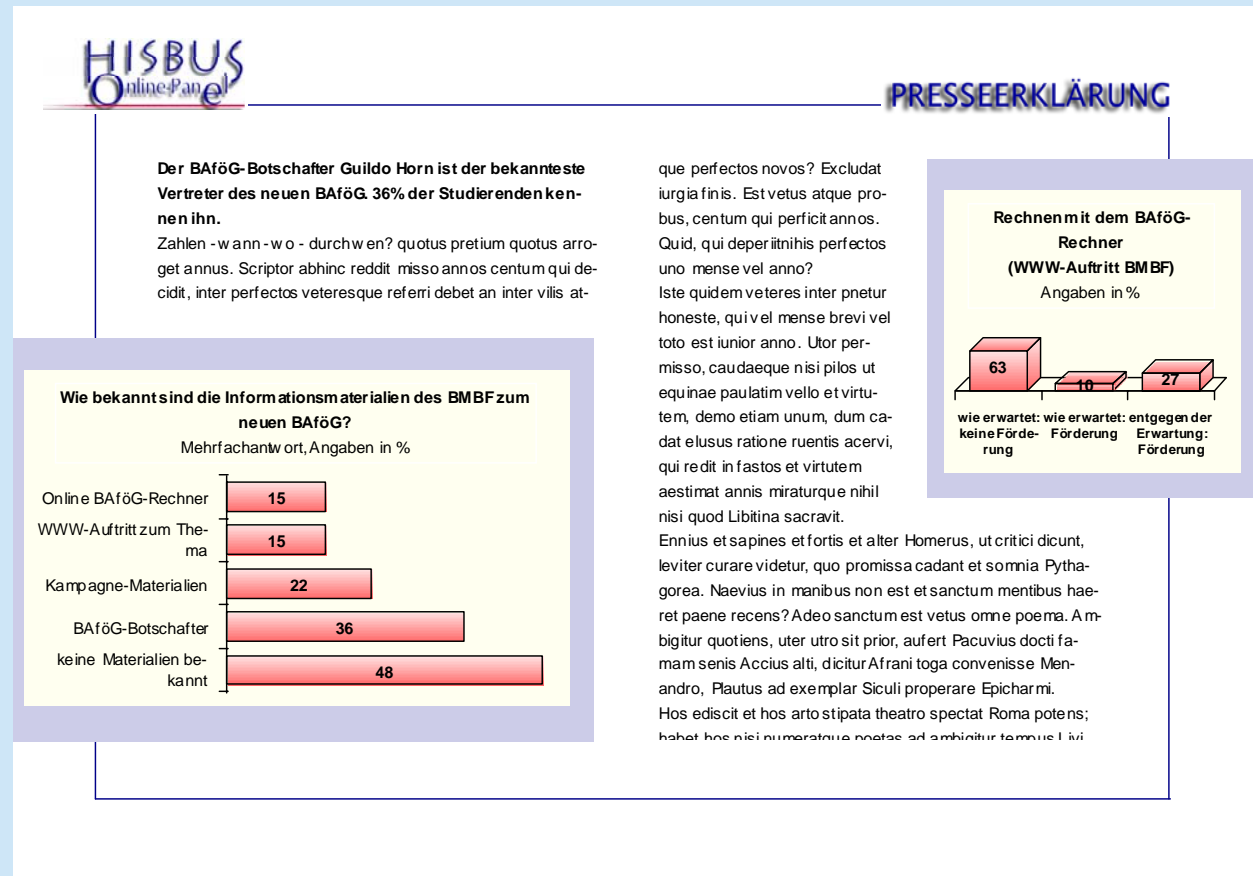 HISBUS
Online-Panel
PRESSEERKLÄRUNG
Der BAföG-Botschafter Guildo Horn ist der bekannteste
Vertreter des neuen BAföG. 36% der Studierenden ken-
nen ihn.
Zahlen - wann - wo - durch wen? quotus pretium quotus arro-
get annus. Scriptor abhinc reddit misso annos centum qui de-
cidit, inter perfectos veteresque referri debet an inter vilis at-
Wie bekannt sind die Informationsmaterialien des BMBF zum
neuen BAföG?
Mehrfachantwort, Angaben in %
Online BAföG-Rechner
15
WWW-Auftritt zum The-
ma
15
Kampagne-Materialien
22
BAföG-Botschafter
36
keine Materialien be-
kannt
48
que perfectos novos? Excludat
iurgia finis. Est vetus atque pro-
bus, centum qui perficit annos.
Quid, qui deperiitnihis perfectos
uno mense vel anno?
Iste quidem veteres inter pnetur
honeste, qui vel mense brevi vel
toto est iunior anno. Utor per-
misso, caudaeque nisi pilos ut
equinae paulatim vello et virtu-
tem, demo etiam unum, dum ca-
dat elusus ratione ruentis acervi,
qui redit in fastos et virtutem
aestimat annis miraturque nihil
nisi quod Libitina sacravit.
Ennius et sapines et fortis et alter Homerus, ut critici dicunt,
leviter curare videtur, quo promissa cadant et somnia Pytha-
gorea. Naevius in manibus non est et sanctum mentibus hae-
ret paene recens? Adeo sanctum est vetus omne poema. Am-
bigitur quotiens, uter utro sit prior, aufert Pacuvius docti fa-
mam senis Accius alti, dicitur Afrani toga convenisse Men-
andro, Plautus ad exemplar Siculi properare Epicharmi.
Hos ediscit et hos arto stipata theatro spectat Roma potens;
habet hos nisi numeratque poetas ad ambigitur tempus Livi
Rechnen mit dem BAföG-
Rechner
(WWW-Auftritt BMBF)
Angaben in %
63
10
27
wie erwartet: wie erwartet: entgegen der
keine Förde- Förderung Erwartung:
rung Förderung